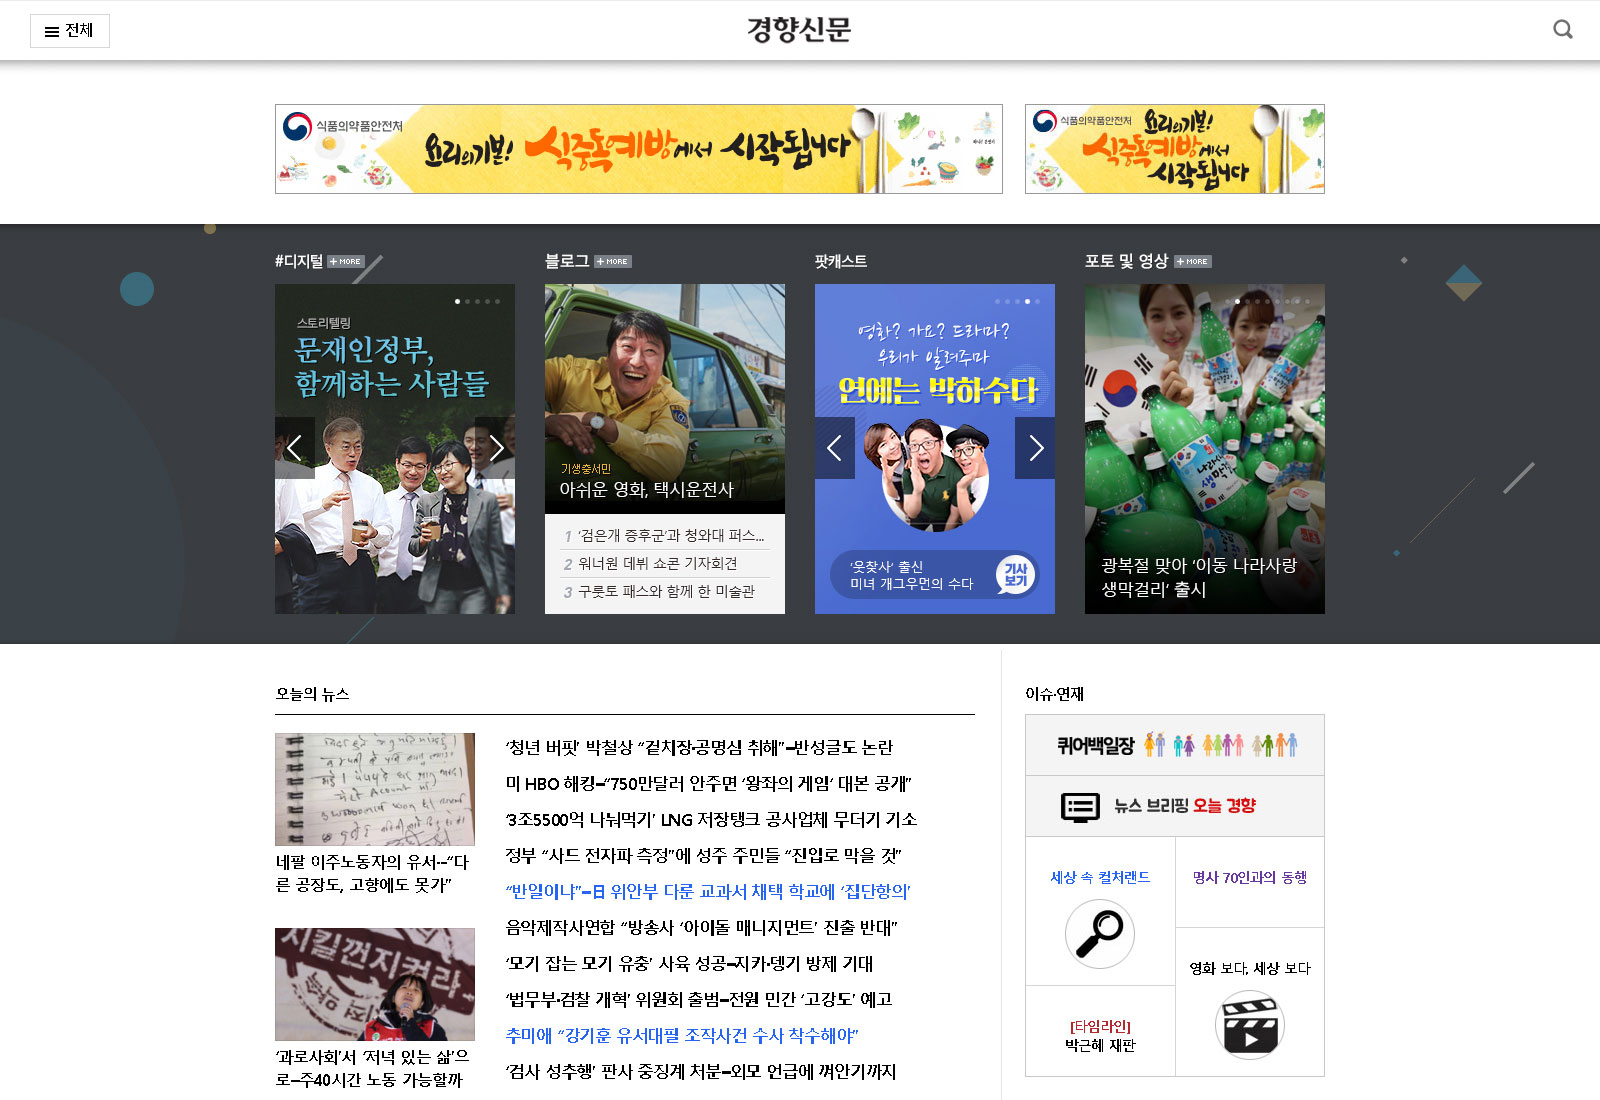 전체
경향신문
식품의약품안전처
요리의기본! 식중독예방에서 시작됩니다
식품의약품안전처
요리의기본!
식중독예방에서
시작됩니다
#디지털 + MORE
블로그 + MORE
팟캐스트
포토 및 영상 + MORE
스토리텔링
문재인정부,
함께하는 사람들
기생충서민
아쉬운 영화, 택시운전사
1 ‘검은개 증후군’과 청와대 퍼스...
2 워너원 데뷔 쇼콘 기자회견
3 구릇토 패스와 함께 한 미술관
영화? 가요? 드라마?
우리가 알려주마
연예는 박하수다
‘웃찾사’ 출신
미녀 개그우먼의 수다
기사
보기
나라사랑
생막걸리
광복절 맞아 ‘이동 나라사랑
생막걸리’ 출시
오늘의 뉴스
네팔 이주노동자의 유서…“다
른 공장도, 고향에도 못가”
시킬껀지켜라
‘과로사회’서 ‘저녁 있는 삶’으
로…주40시간 노동 가능할까
‘청년 버핏’ 박철상 “겉치장·공명심 취해”…반성글도 논란
미 HBO 해킹…“750만달러 안주면 ‘왕좌의 게임’ 대본 공개”
‘3조5500억 나눠먹기’ LNG 저장탱크 공사업체 무더기 기소
정부 “사드 전자파 측정”에 성주 주민들 “진입로 막을 것”
“반일이냐”…日 위안부 다룬 교과서 채택 학교에 ‘집단항의’
음악제작사연합 “방송사 ‘아이돌 매니지먼트’ 진출 반대”
‘모기 잡는 모기 유충’ 사육 성공…지카·뎅기 방제 기대
‘법무부·검찰 개혁’ 위원회 출범…전원 민간 ‘고강도’ 예고
추미애 “강기훈 유서대필 조작사건 수사 착수해야”
‘검사 성추행’ 판사 중징계 처분…외모 언급에 껴안기까지
이슈·연재
퀴어백일장
뉴스 브리핑 오늘 경향
세상 속 컬처랜드
명사 70인과의 동행
영화 보다, 세상 보다
[타임라인]
박근혜 재판